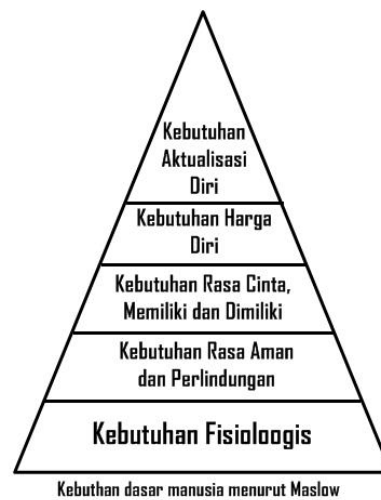 Kebutuhan
Aktualisasi
Diri
Kebutuhan Harga
Diri
Kebutuhan Rasa Cinta,
Memiliki dan Dimiliki
Kebutuhan Rasa Aman
dan Perlindungan
Kebutuhan Fisioloogis
Kebuthan dasar manusia menurut Maslow